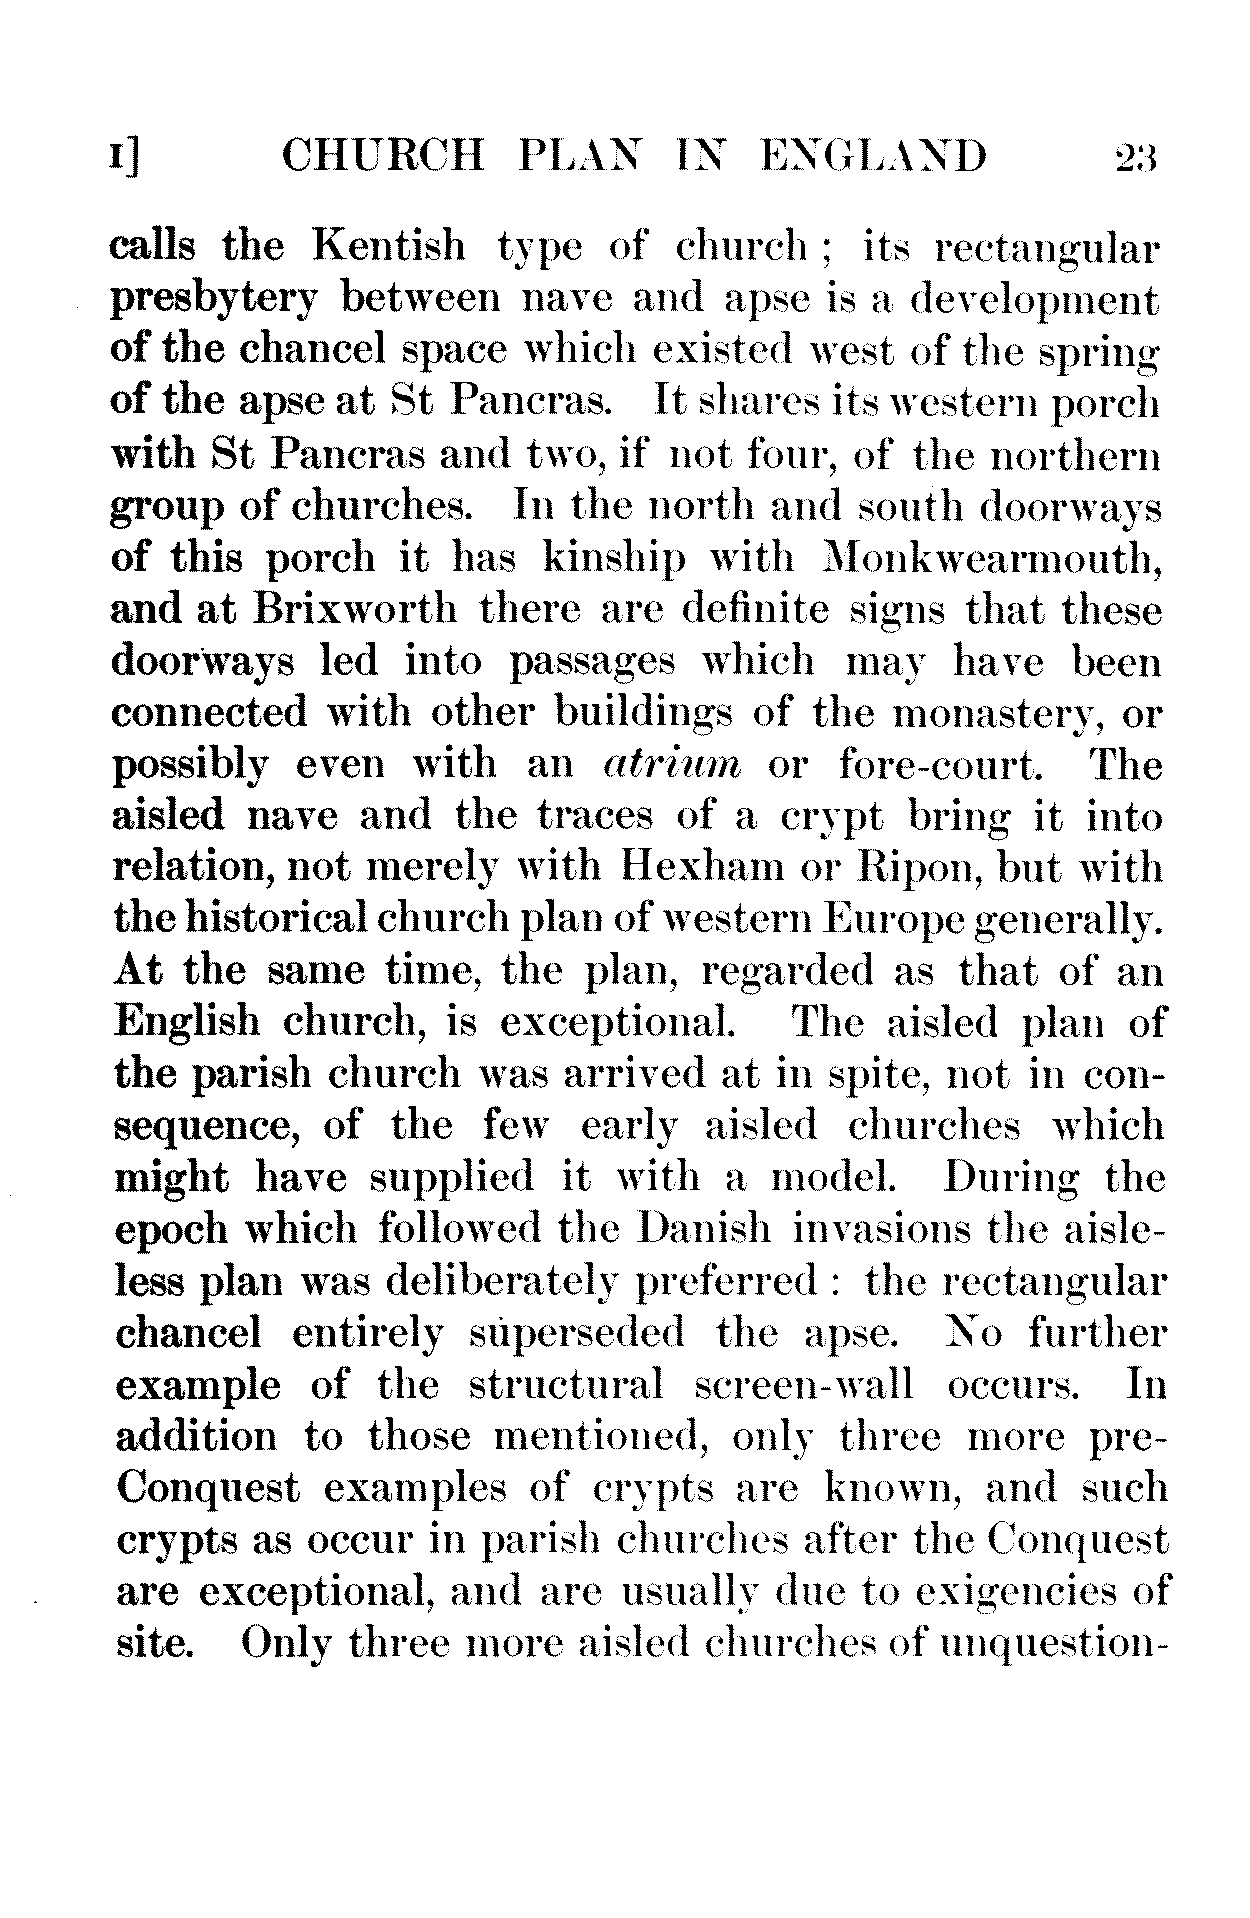 I] CHURCH PLAN IN ENGLAND 23
calls the Kentish type of church ; its rectangular
presbytery between nave and apse is a development
of the chancel space which existed west of the spring
of the apse at St Pancras. It shares its western porch
with St Pancras and two, if not four, of the northern
group of churches. In the north and south doorways
of this porch it has kinship with Monkwearmouth,
and at Brixworth there are definite signs that these
doorways led into passages which may have been
connected with other buildings of the monastery, or
possibly even with an atrium or fore-court. The
aisled nave and the traces of a crypt bring it into
relation, not merely with Hexham or Ripon, but with
the historical church plan of western Europe generally.
At the same time, the plan, regarded as that of an
English church, is exceptional. The aisled plan of
the parish church was arrived at in spite, not in con-
sequence, of the few early aisled churches which
might have supplied it with a model. During the
epoch which followed the Danish invasions the aisle-
less plan was deliberately preferred : the rectangular
chancel entirely superseded the apse. No further
example of the structural screen-wall occurs. In
addition to those mentioned, only three more pre-
Conquest examples of crypts are known, and such
crypts as occur in parish churches after the Conquest
are exceptional, and are usually due to exigencies of
site. Only three more aisled churches of unquestion-